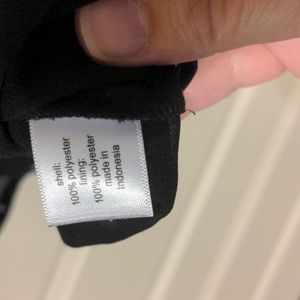 shell:
100% polyester
lining:
100% polyester
made in
Indonesia